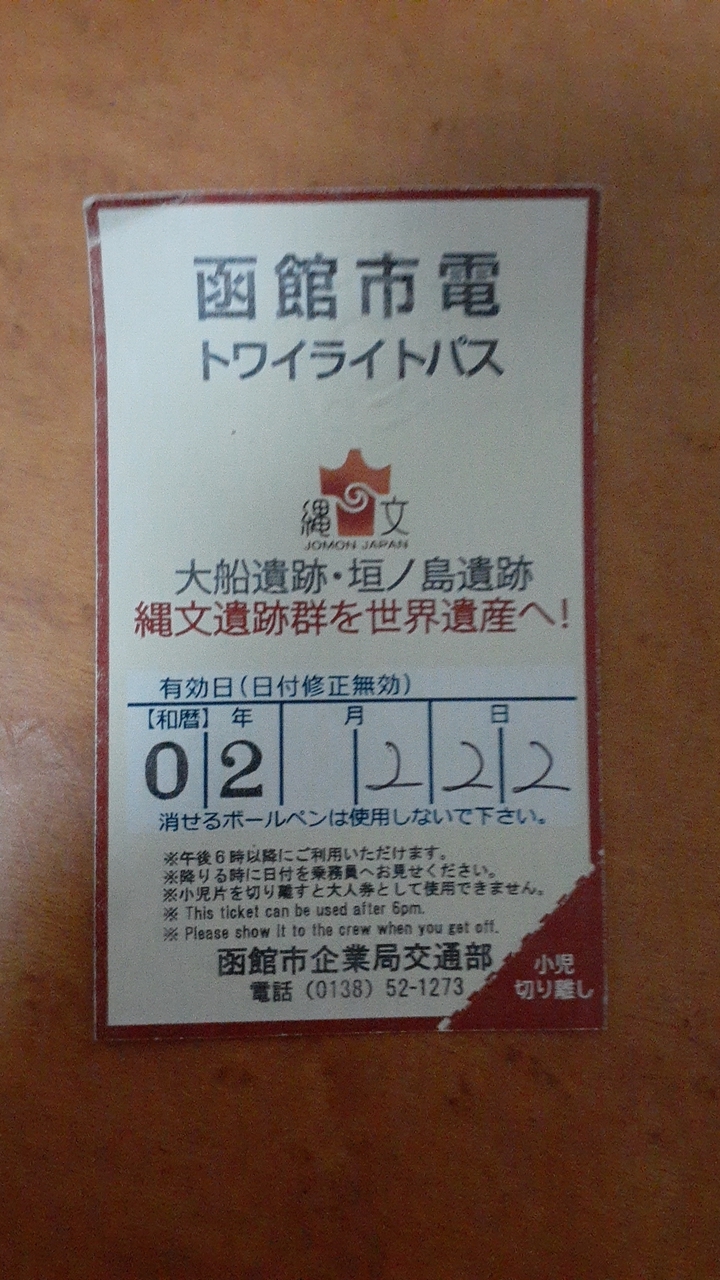 函館市電
トワイライトパス
縄文
JOMON JAPAN
大船遺跡・垣ノ島遺跡
縄文遺跡群を世界遺産へ!
有効日(日付修正無効)
【和暦】 年 月 日
02 2 22
消せるボールペンは使用しないで下さい。
※午後6時以降にご利用いただけます。
※降りる時に日付を乗務員へお見せください。
※小児片を切り離すと大人券として使用できません。
※ This ticket can be used after 6pm.
※ Please show it to the crew when you get off.
函館市企業局交通部
電話 (0138) 52-1273
小児
切り離し